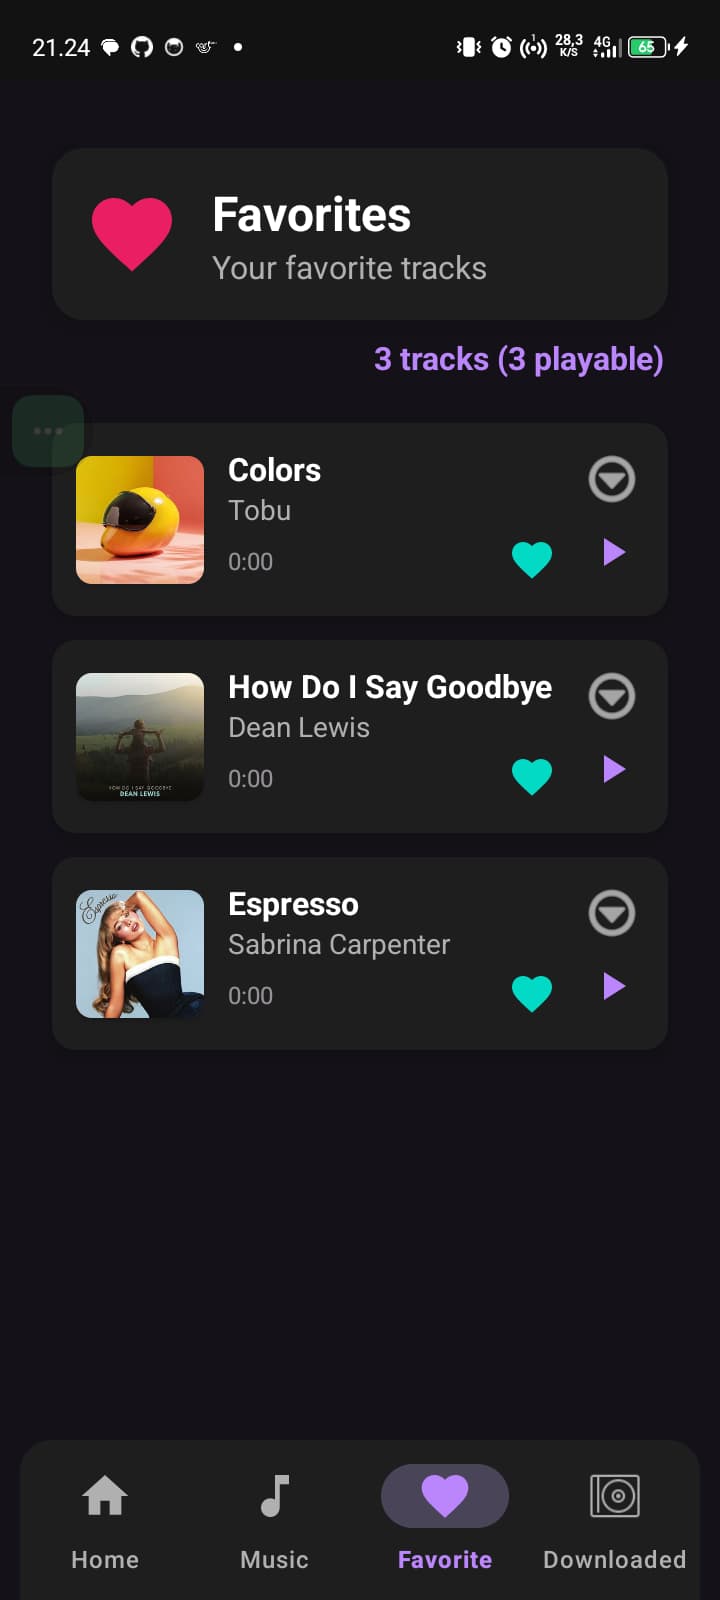 21.24
28,3
K/S
4G
65
Favorites
Your favorite tracks
3 tracks (3 playable)
Colors
Tobu
0:00
How Do I Say Goodbye
Dean Lewis
0:00
HOW DO I SAY GOODBYE
DEAN LEWIS
Espresso
Espresso
Sabrina Carpenter
0:00
Home
Music
Favorite
Downloaded